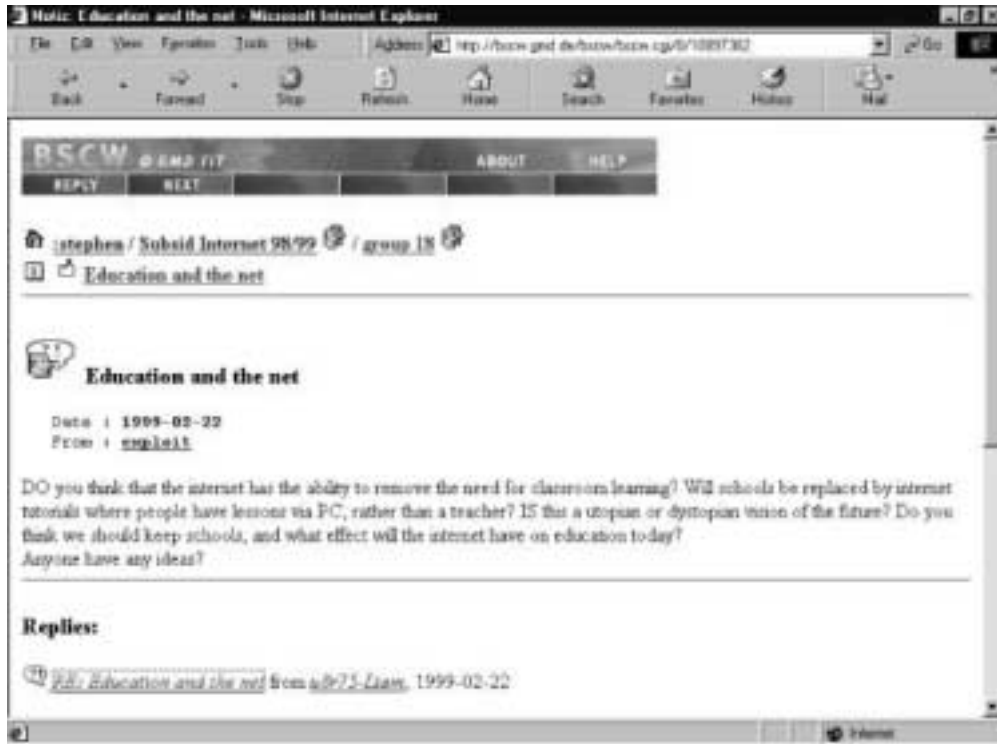 Education and the net - Microsoft Internet Explorer
File Edit View Favorites Tools Help Address Go
Back Forward Stop Refresh Home Search Favorites History Mail
BSCW @ GMD FIT ABOUT HELP
REPLY NEXT
:stephen / Subsid Internet 98/99 / group 18
Education and the net
Education and the net
Date : 1999-02-22
From : exploit
DO you think that the internet has the ability to remove the need for classroom learning? Will schools be replaced by internet
tutorials where people have lessons via PC, rather than a teacher? IS this a utopian or dystopian vision of the future? Do you
think we should keep schools, and what effect will the internet have on education today?
Anyone have any ideas?
Replies:
RE: Education and the net from 1999-02-22
Internet